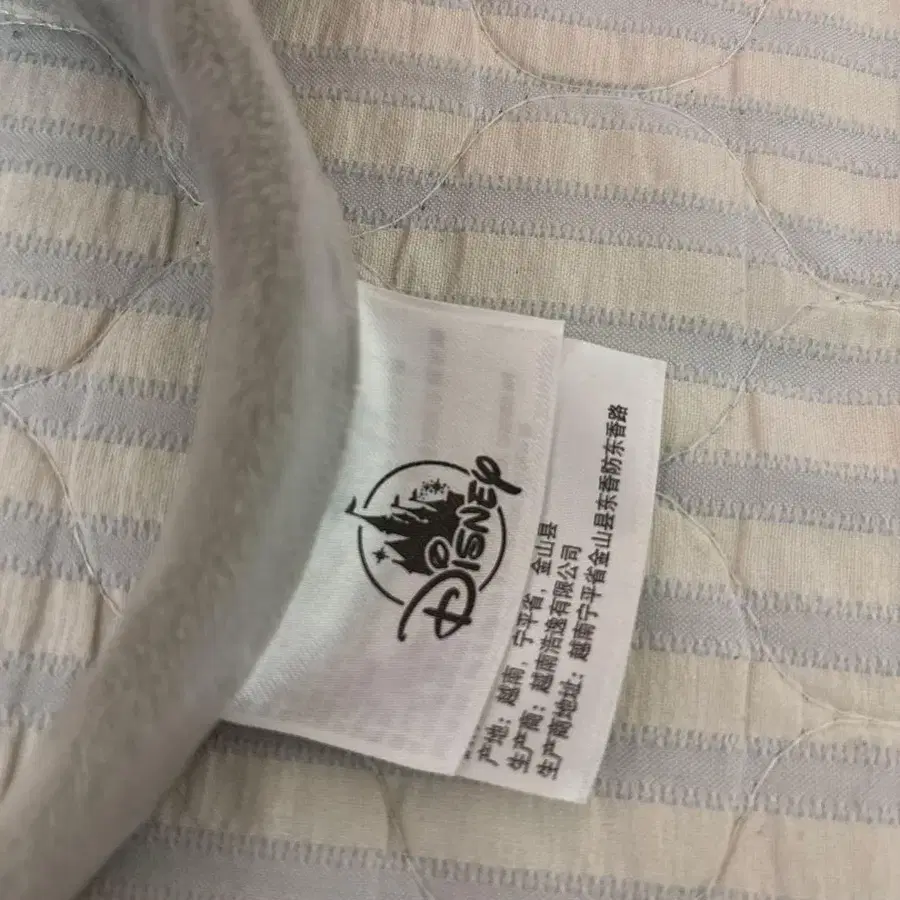 DISNEY
产地：越南，宁平省，金山县
生产商：越南浩逸有限公司
生产商地址：越南宁平省金山县东香防东香路